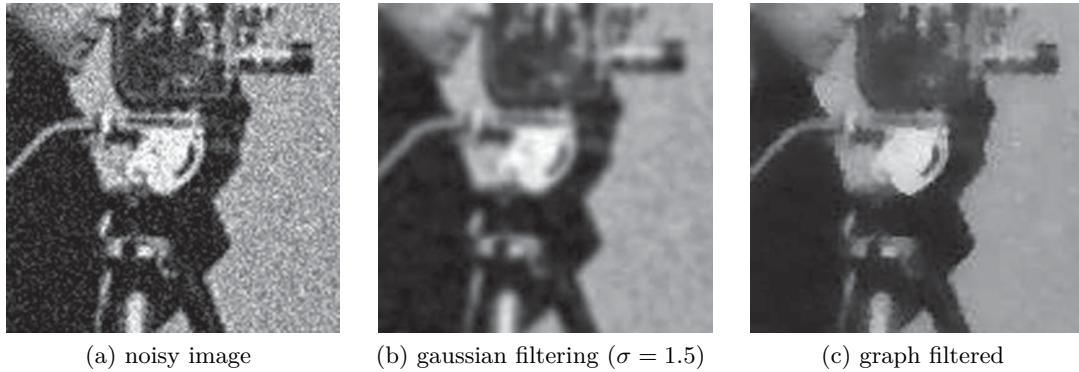 (a) noisy image
(b) gaussian filtering (σ = 1.5)
(c) graph filtered